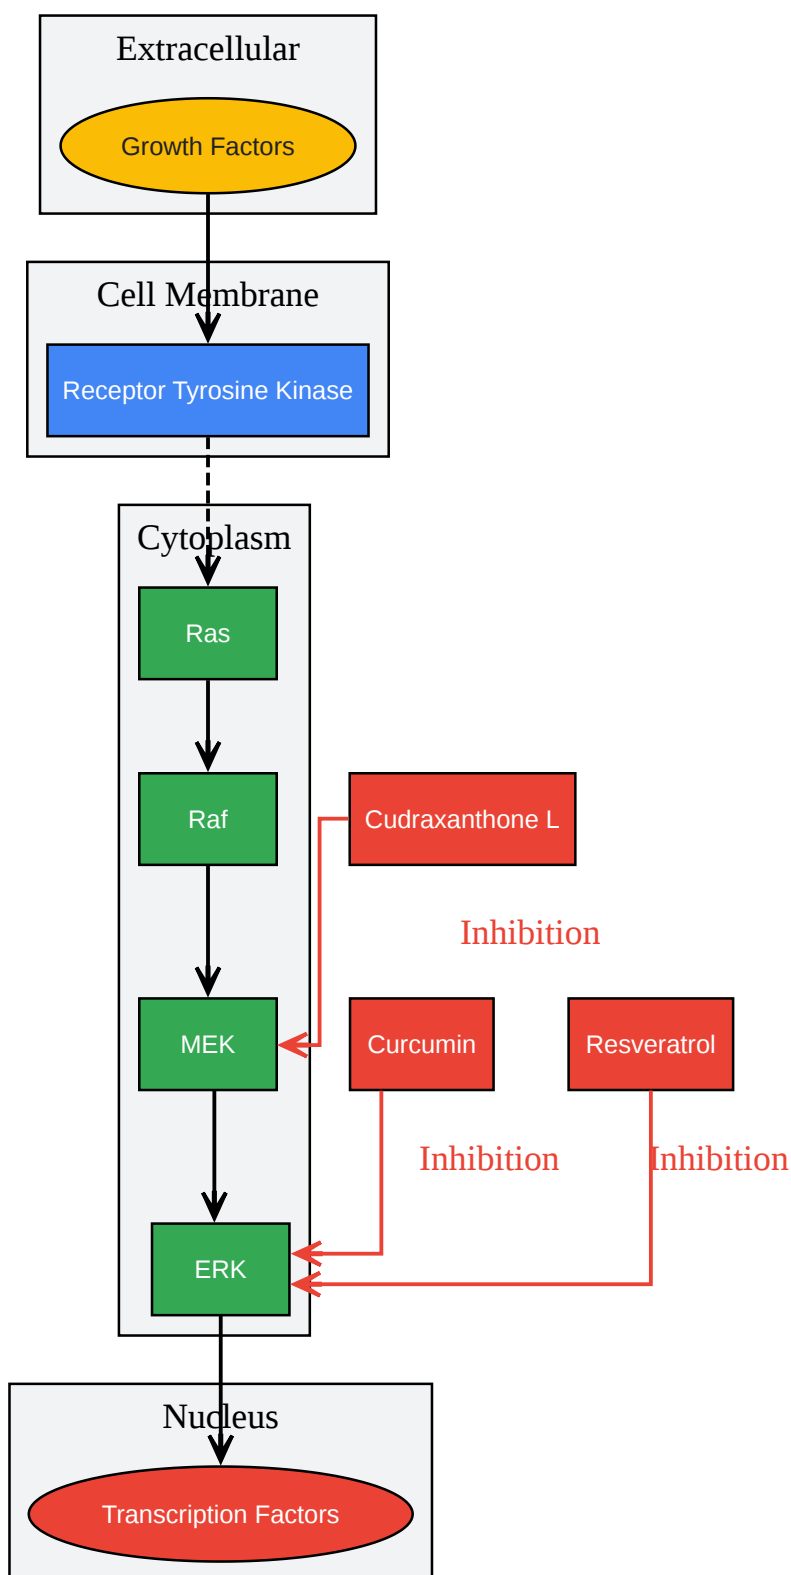 Extracellular
Growth Factors
Cell Membrane
Receptor Tyrosine Kinase
Cytoplasm
Ras
Raf
Cudraxanthone L
Inhibition
MEK
Curcumin
Resveratrol
Inhibition
Inhibition
ERK
Nucleus
Transcription Factors